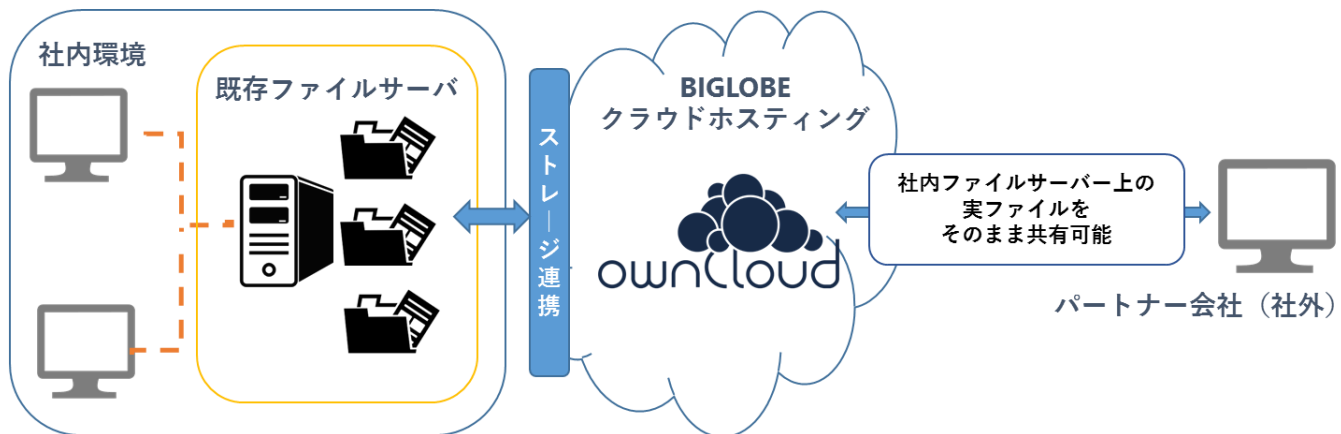 社内環境
既存ファイルサーバ
ストレージ連携
BIGLOBE
クラウドホスティング
ownCloud
社内ファイルサーバー上の
実ファイルを
そのまま共有可能
パートナー会社（社外）